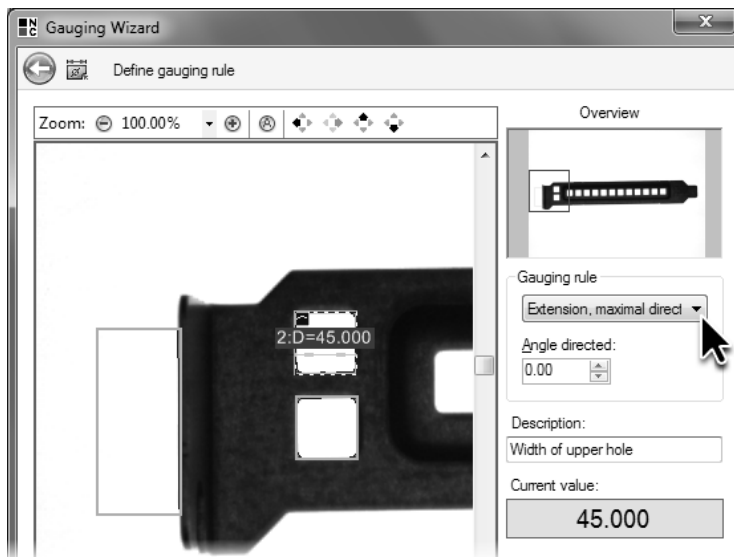 NC Gauging Wizard
Define gauging rule
Zoom: 100.00%
A
Overview
2:D=45.000
Gauging rule
Extension, maximal direct
Angle directed:
0.00
Description:
Width of upper hole
Current value:
45.000